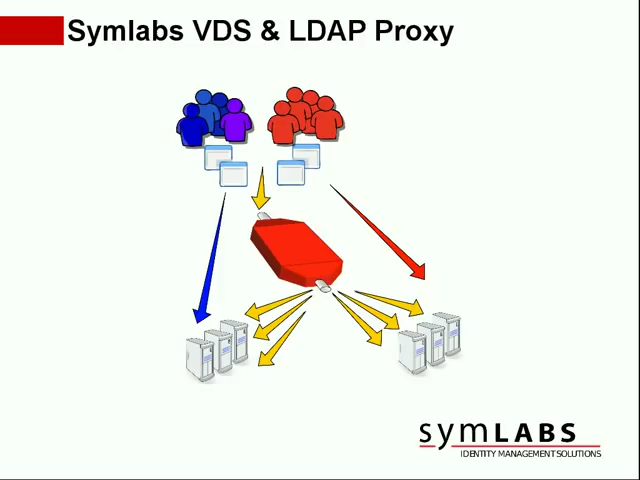 Symlabs VDS & LDAP Proxy
symLABS
IDENTITY MANAGEMENT SOLUTIONS